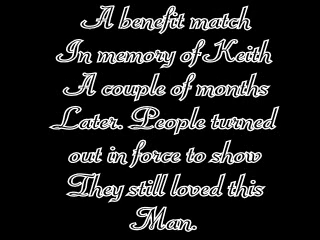 A benefit match
In memory of Keith
A couple of months
Later. People turned
out in force to show
They still loved this
Man.